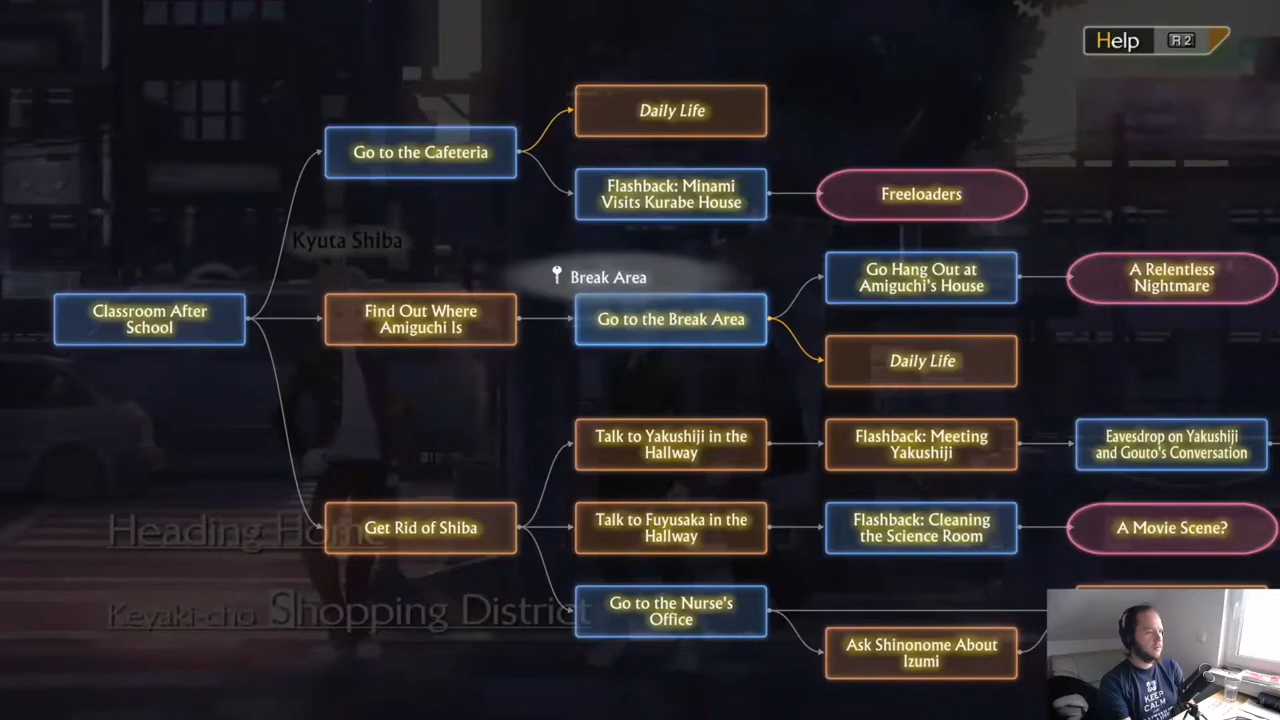 Help R2
Daily Life
Go to the Cafeteria
Flashback: Minami
Visits Kurabe House
Freeloaders
Kyuta Shiba
Break Area
Go Hang Out at
Amiguchi's House
A Relentless
Nightmare
Classroom After
School
Find Out Where
Amiguchi Is
Go to the Break Area
Daily Life
Talk to Yakushiji in the
Hallway
Flashback: Meeting
Yakushiji
Eavesdrop on Yakushiji
and Gouto's Conversation
Get Rid of Shiba
Talk to Fuyusaka in the
Hallway
Flashback: Cleaning
the Science Room
A Movie Scene?
Heading Home
Keyaki-cho Shopping District
Go to the Nurse's
Office
Ask Shinonome About
Izumi
KEEP
CALM